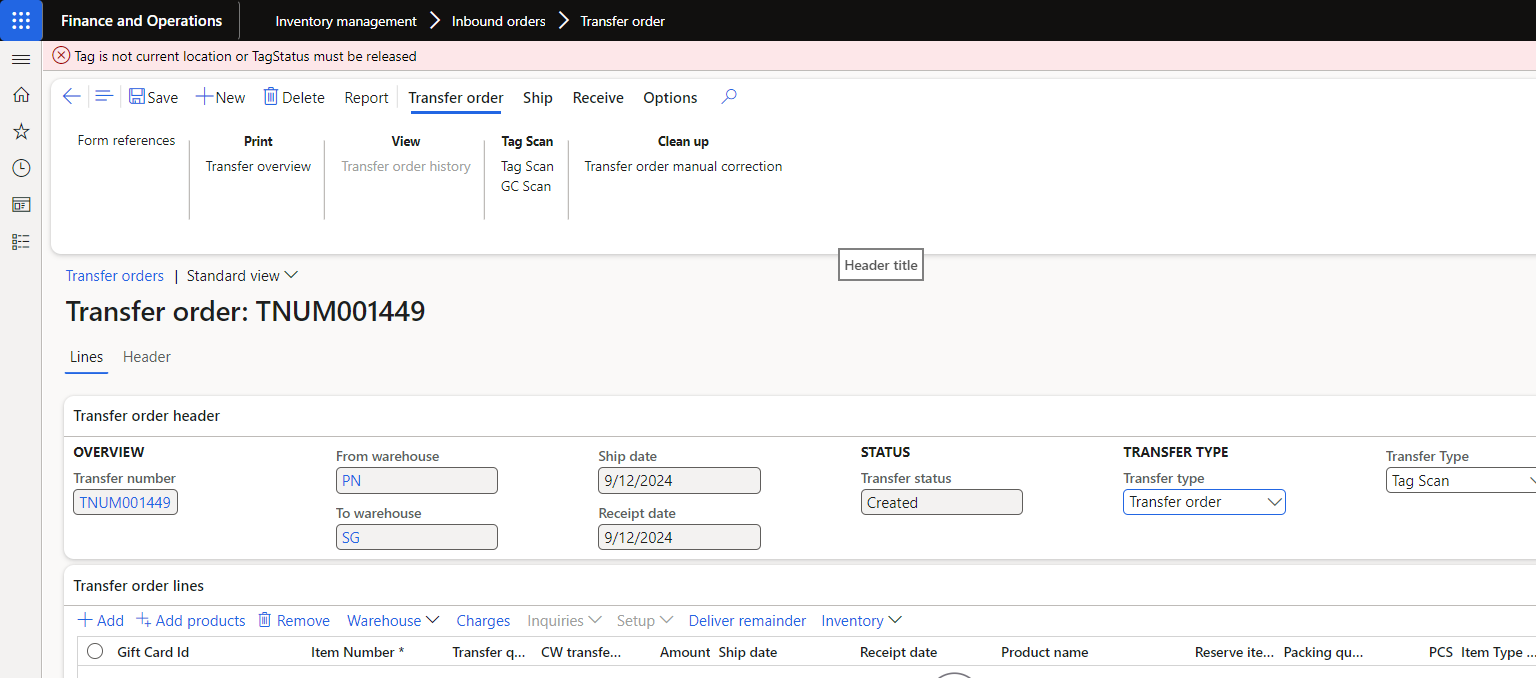 Finance and Operations
Inventory management > Inbound orders > Transfer order
Tag is not current location or TagStatus must be released
Save New Delete Report Transfer order Ship Receive Options
Form references
Print
Transfer overview
View
Transfer order history
Tag Scan
Tag Scan
GC Scan
Clean up
Transfer order manual correction
Header title
Transfer orders | Standard view
Transfer order: TNUM001449
Lines Header
Transfer order header
OVERVIEW
Transfer number
TNUM001449
From warehouse
PN
To warehouse
SG
Ship date
9/12/2024
Receipt date
9/12/2024
STATUS
Transfer status
Created
TRANSFER TYPE
Transfer type
Transfer order
Transfer Type
Tag Scan
Transfer order lines
Add Add products Remove Warehouse Charges Inquiries Setup Deliver remainder Inventory
Gift Card Id Item Number * Transfer q... CW transfe... Amount Ship date Receipt date Product name Reserve ite... Packing qu... PCS Item Type ...